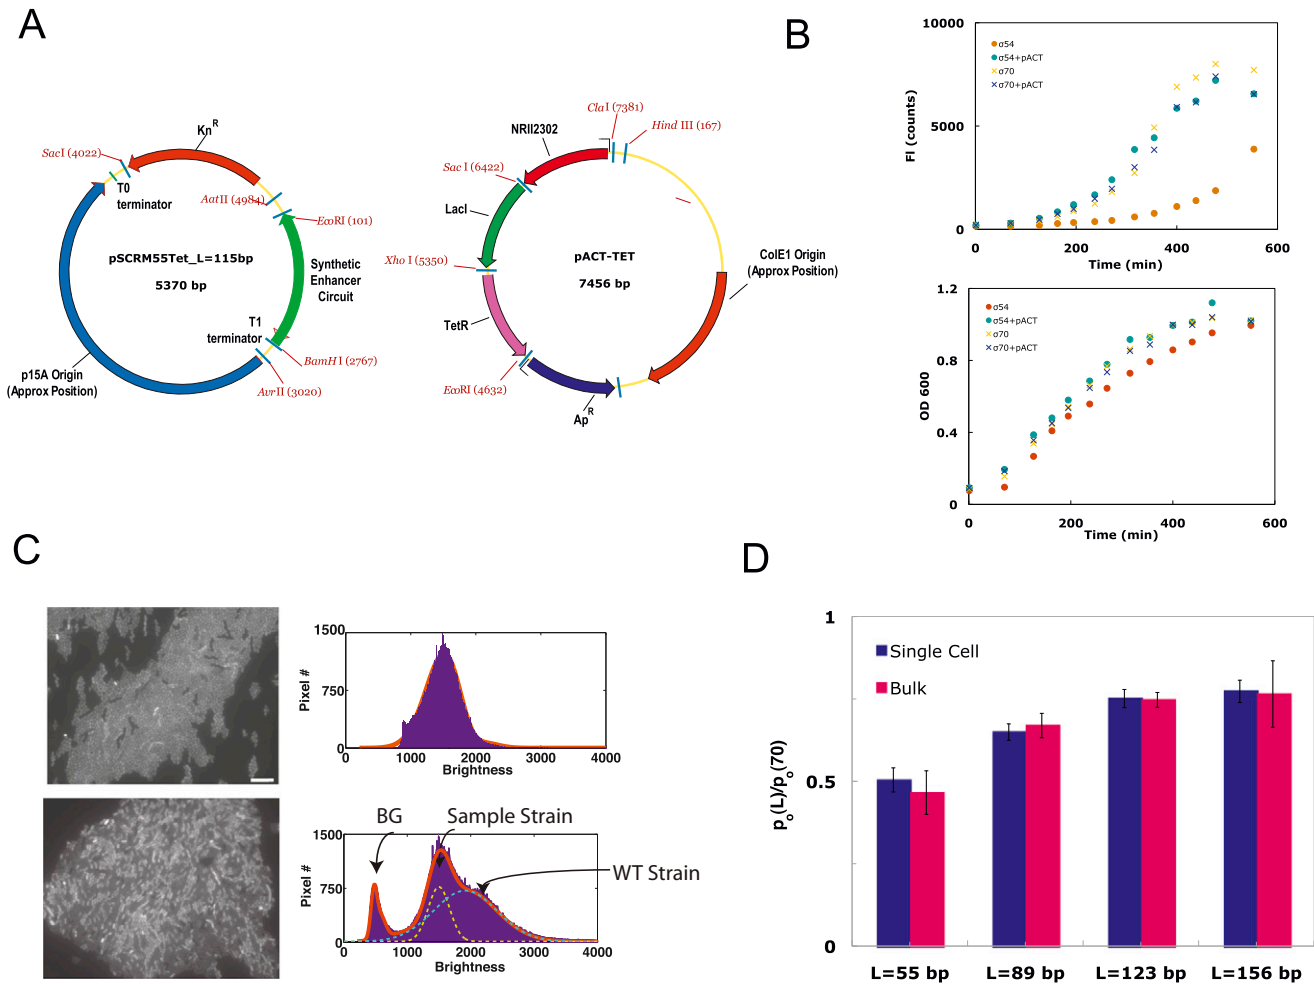 A
Kn^R
SacI (4022)
T0
terminator
AatII (4984)
EcoRI (101)
pSCRM55Tet_L=115bp
5370 bp
Synthetic
Enhancer
Circuit
T1
terminator
BamH I (2767)
AvrII (3020)
p15A Origin
(Approx Position)
ClaI (7381)
NRII2302
Hind III (167)
Sac I (6422)
LacI
Xho I (5350)
pACT-TET
7456 bp
ColE1 Origin
(Approx Position)
TetR
EcoRI (4632)
Ap^R
B
10000
5000
0
FI (counts)
σ54
σ54+pACT
σ70
σ70+pACT
0 200 400 600
Time (min)
1.2
0.8
0.4
0
OD 600
σ54
σ54+pACT
σ70
σ70+pACT
0 200 400 600
Time (min)
C
1500
750
0
Pixel #
0 1000 2000 3000 4000
Brightness
BG
Sample Strain
WT Strain
1500
750
0
Pixel #
0 1000 2000 3000 4000
Brightness
D
1
0.5
0
p_o(L)/p_o(70)
Single Cell
Bulk
L=55 bp L=89 bp L=123 bp L=156 bp